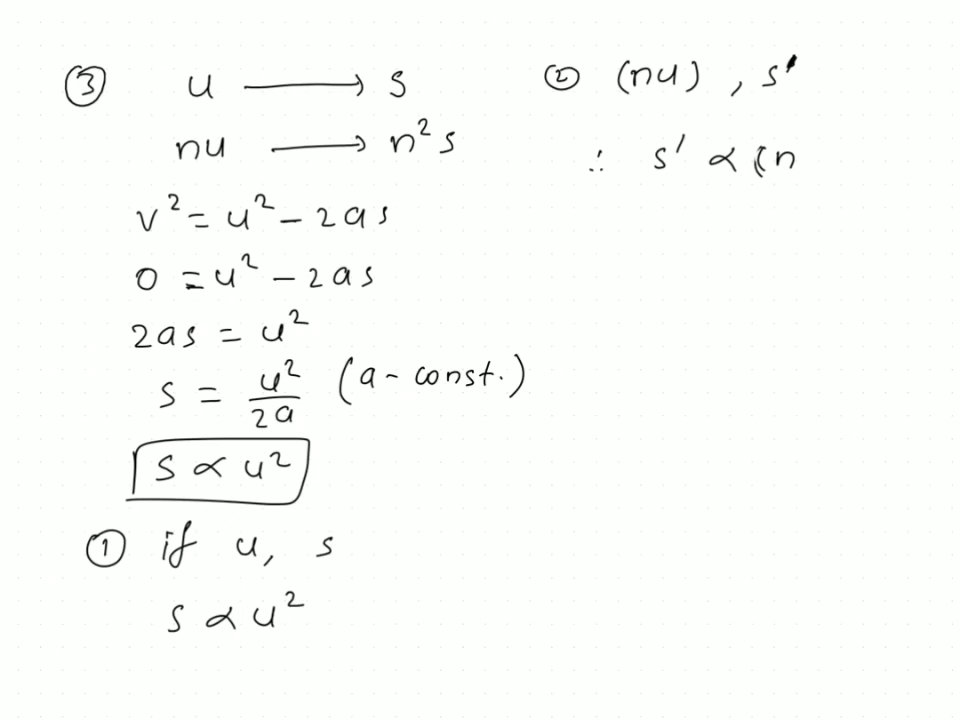 ③ u ⟶ s
nu ⟶ n²s
v² = u² - 2as
0 = u² - 2as
2as = u²
s = u²/2a (a - const.)
s ∝ u²
① if u, s
s ∝ u²
② (nu), s'
∴ s' ∝ (n